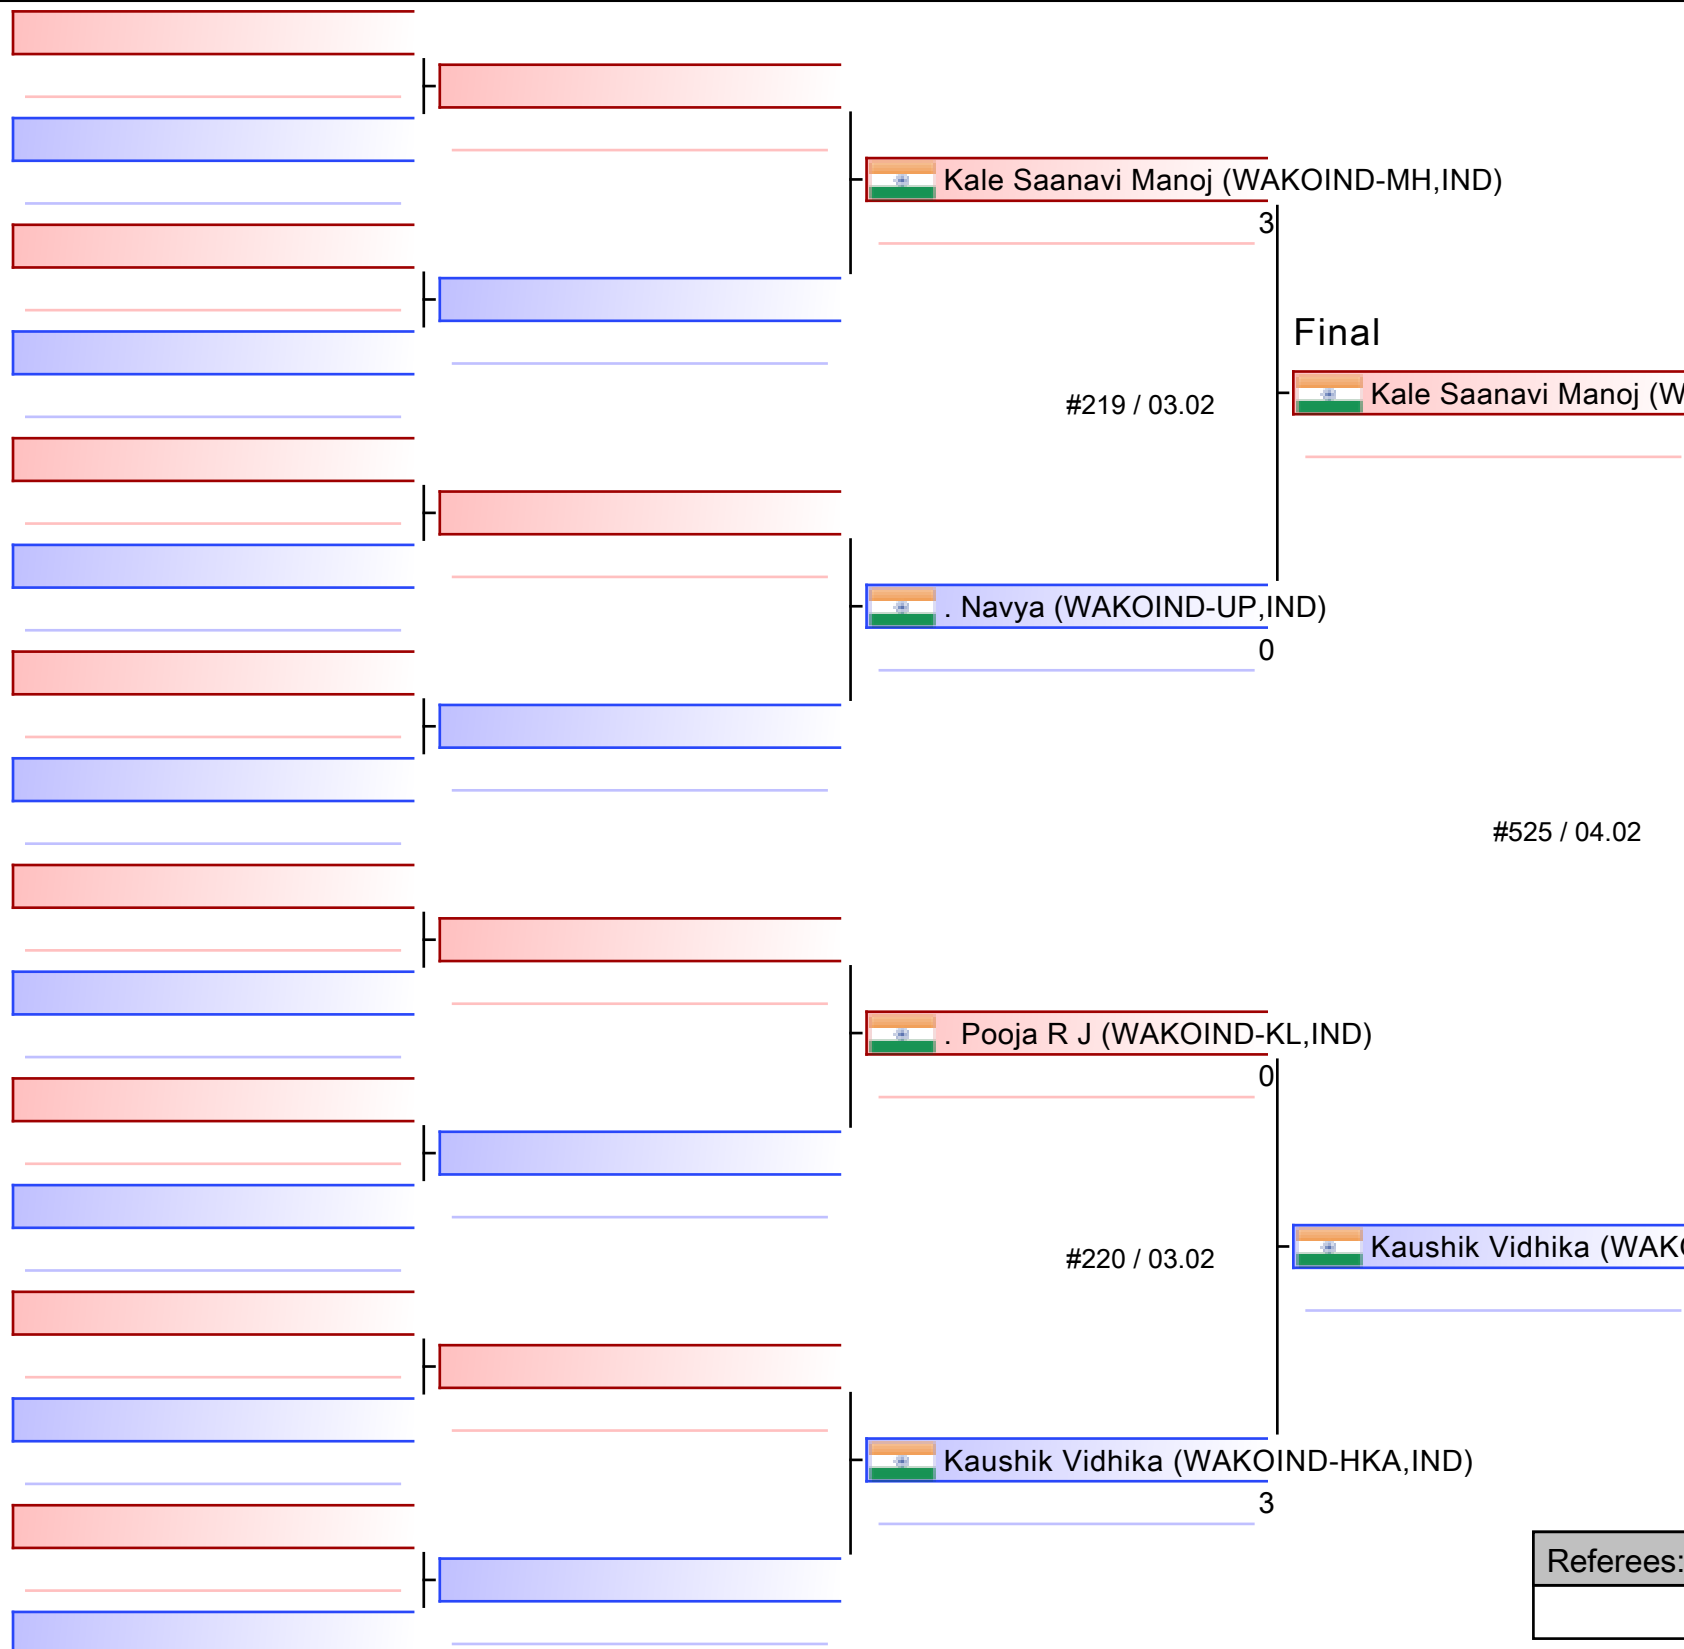 Kale Saanavi Manoj (WAKOIND-MH,IND)
3
Final
Kale Saanavi Manoj (W
#219 / 03.02
. Navya (WAKOIND-UP,IND)
0
#525 / 04.02
. Pooja R J (WAKOIND-KL,IND)
0
Kaushik Vidhika (WAK
#220 / 03.02
Kaushik Vidhika (WAKOIND-HKA,IND)
3
Referees: